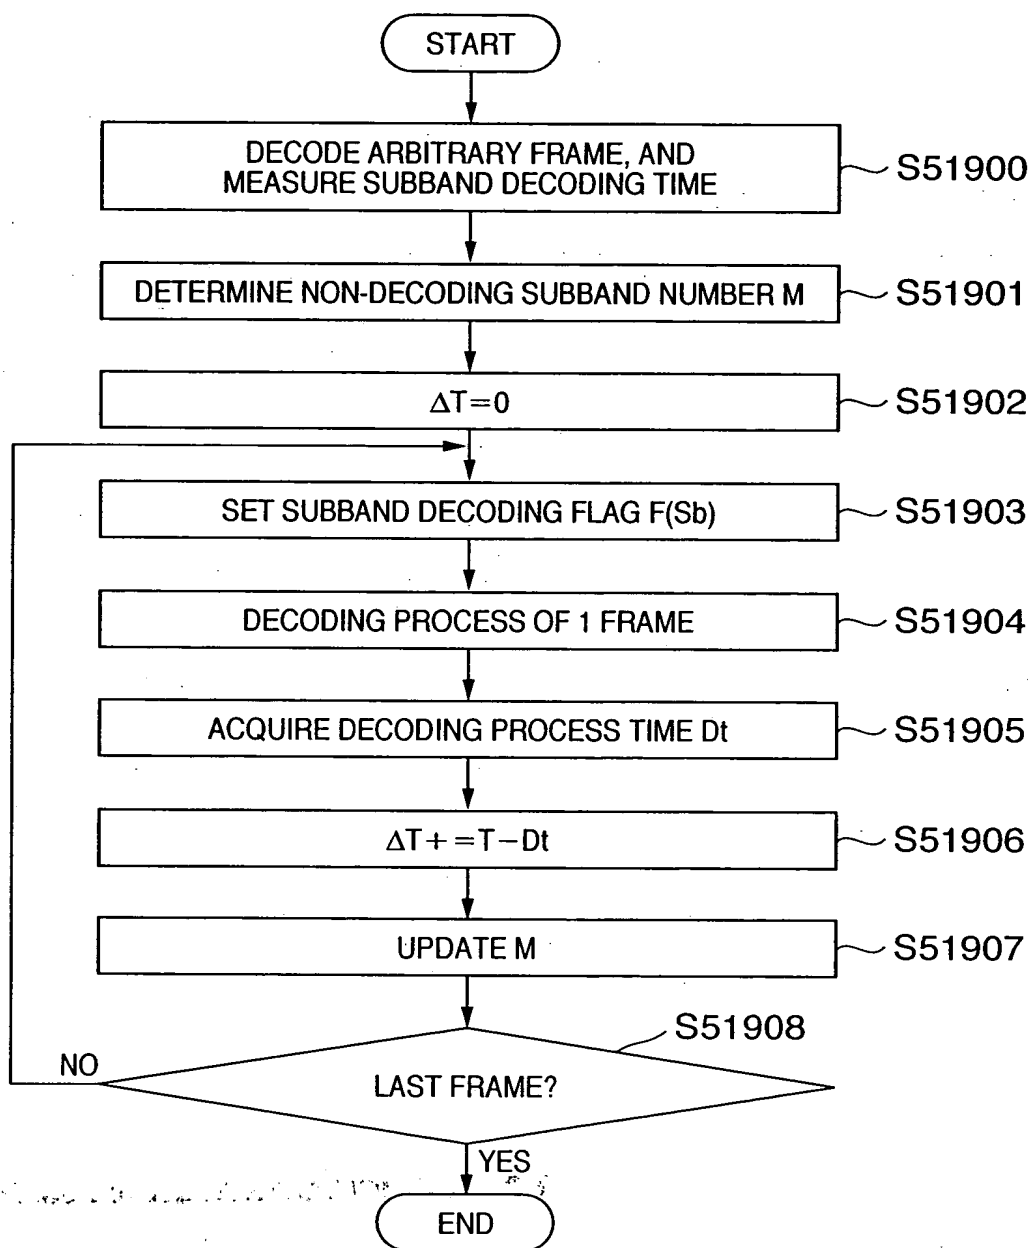 START
DECODE ARBITRARY FRAME, AND
MEASURE SUBBAND DECODING TIME
S51900
DETERMINE NON-DECODING SUBBAND NUMBER M
S51901
ΔT=0
S51902
SET SUBBAND DECODING FLAG F(Sb)
S51903
DECODING PROCESS OF 1 FRAME
S51904
ACQUIRE DECODING PROCESS TIME Dt
S51905
ΔT+=T-Dt
S51906
UPDATE M
S51907
S51908
NO
LAST FRAME?
YES
END